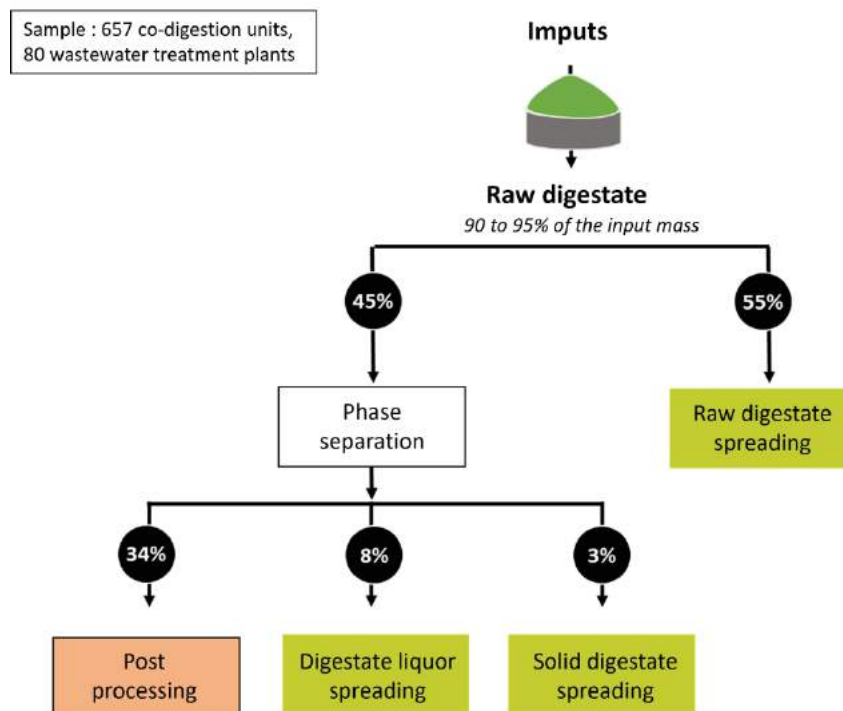 Sample : 657 co-digestion units,
80 wastewater treatment plants
Imputs
Raw digestate
90 to 95% of the input mass
45%
55%
Phase
separation
Raw digestate
spreading
34%
8%
3%
Post
processing
Digestate liquor
spreading
Solid digestate
spreading